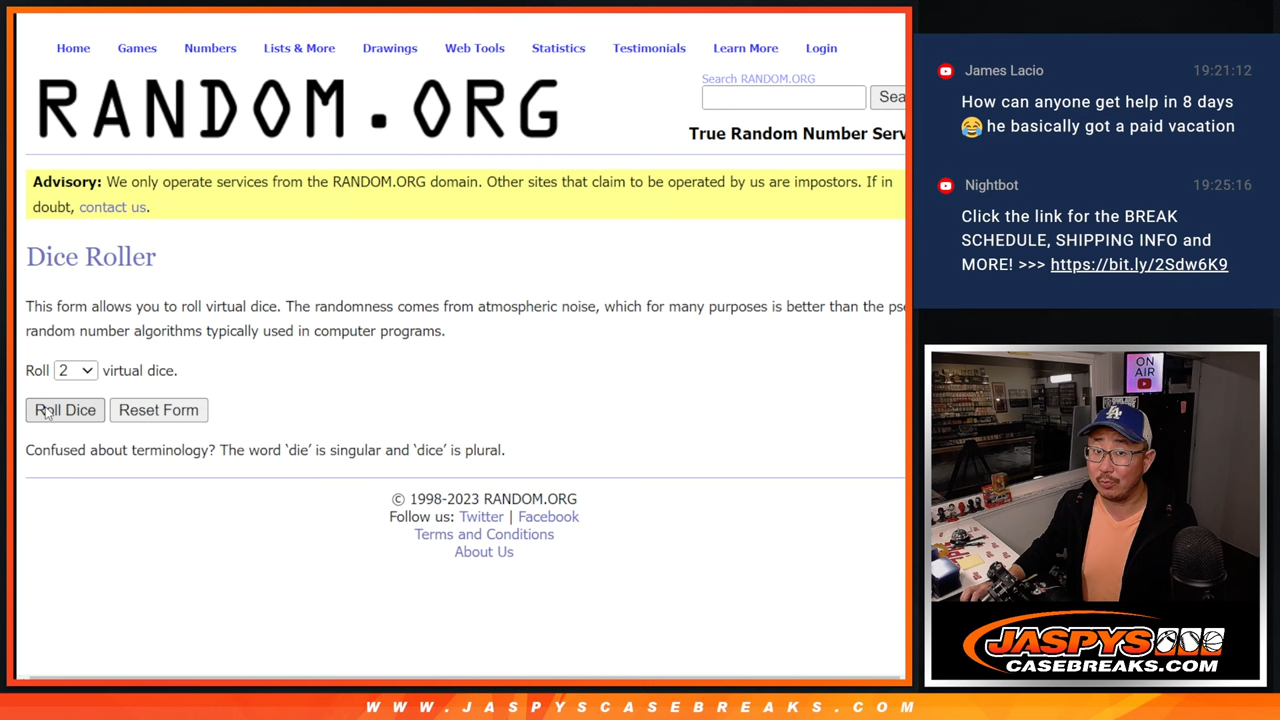 Home Games Numbers Lists & More Drawings Web Tools Statistics Testimonials Learn More Login
RANDOM.ORG
Search RANDOM.ORG
Sea
True Random Number Serv
Advisory: We only operate services from the RANDOM.ORG domain. Other sites that claim to be operated by us are impostors. If in
doubt, contact us.
Dice Roller
This form allows you to roll virtual dice. The randomness comes from atmospheric noise, which for many purposes is better than the pse
random number algorithms typically used in computer programs.
Roll 2 virtual dice.
Roll Dice Reset Form
Confused about terminology? The word ‘die’ is singular and ‘dice’ is plural.
© 1998-2023 RANDOM.ORG
Follow us: Twitter | Facebook
Terms and Conditions
About Us
James Lacio 19:21:12
How can anyone get help in 8 days
😂 he basically got a paid vacation
Nightbot 19:25:16
Click the link for the BREAK
SCHEDULE, SHIPPING INFO and
MORE! >>> https://bit.ly/2Sdw6K9
ON
AIR
LA
JASPYS
CASEBREAKS.COM
WWW.JASPYSCASEBREAKS.COM